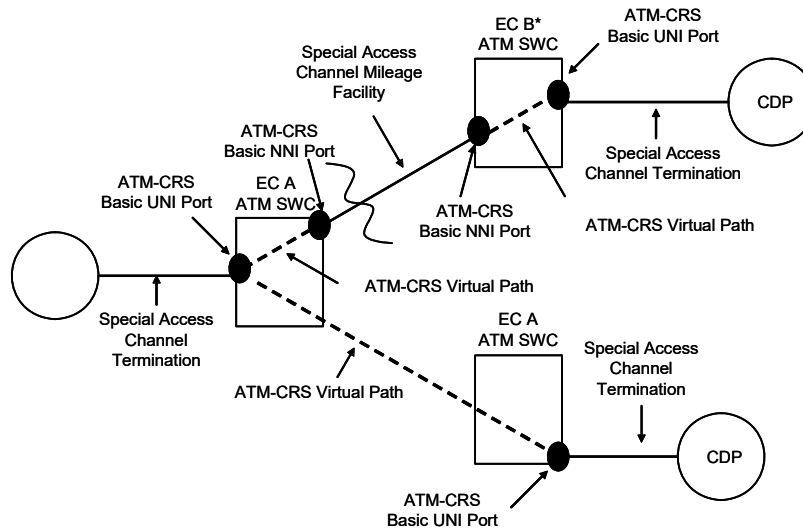 EC B*
ATM SWC
ATM-CRS
Basic UNI Port
Special Access
Channel Mileage
Facility
CDP
ATM-CRS
Basic NNI Port
Special Access
Channel Termination
ATM-CRS
Basic UNI Port
EC A
ATM SWC
ATM-CRS
Basic NNI Port
ATM-CRS Virtual Path
ATM-CRS Virtual Path
Special Access
Channel
Termination
EC A
ATM SWC
Special Access
Channel
Termination
ATM-CRS Virtual Path
CDP
ATM-CRS
Basic UNI Port